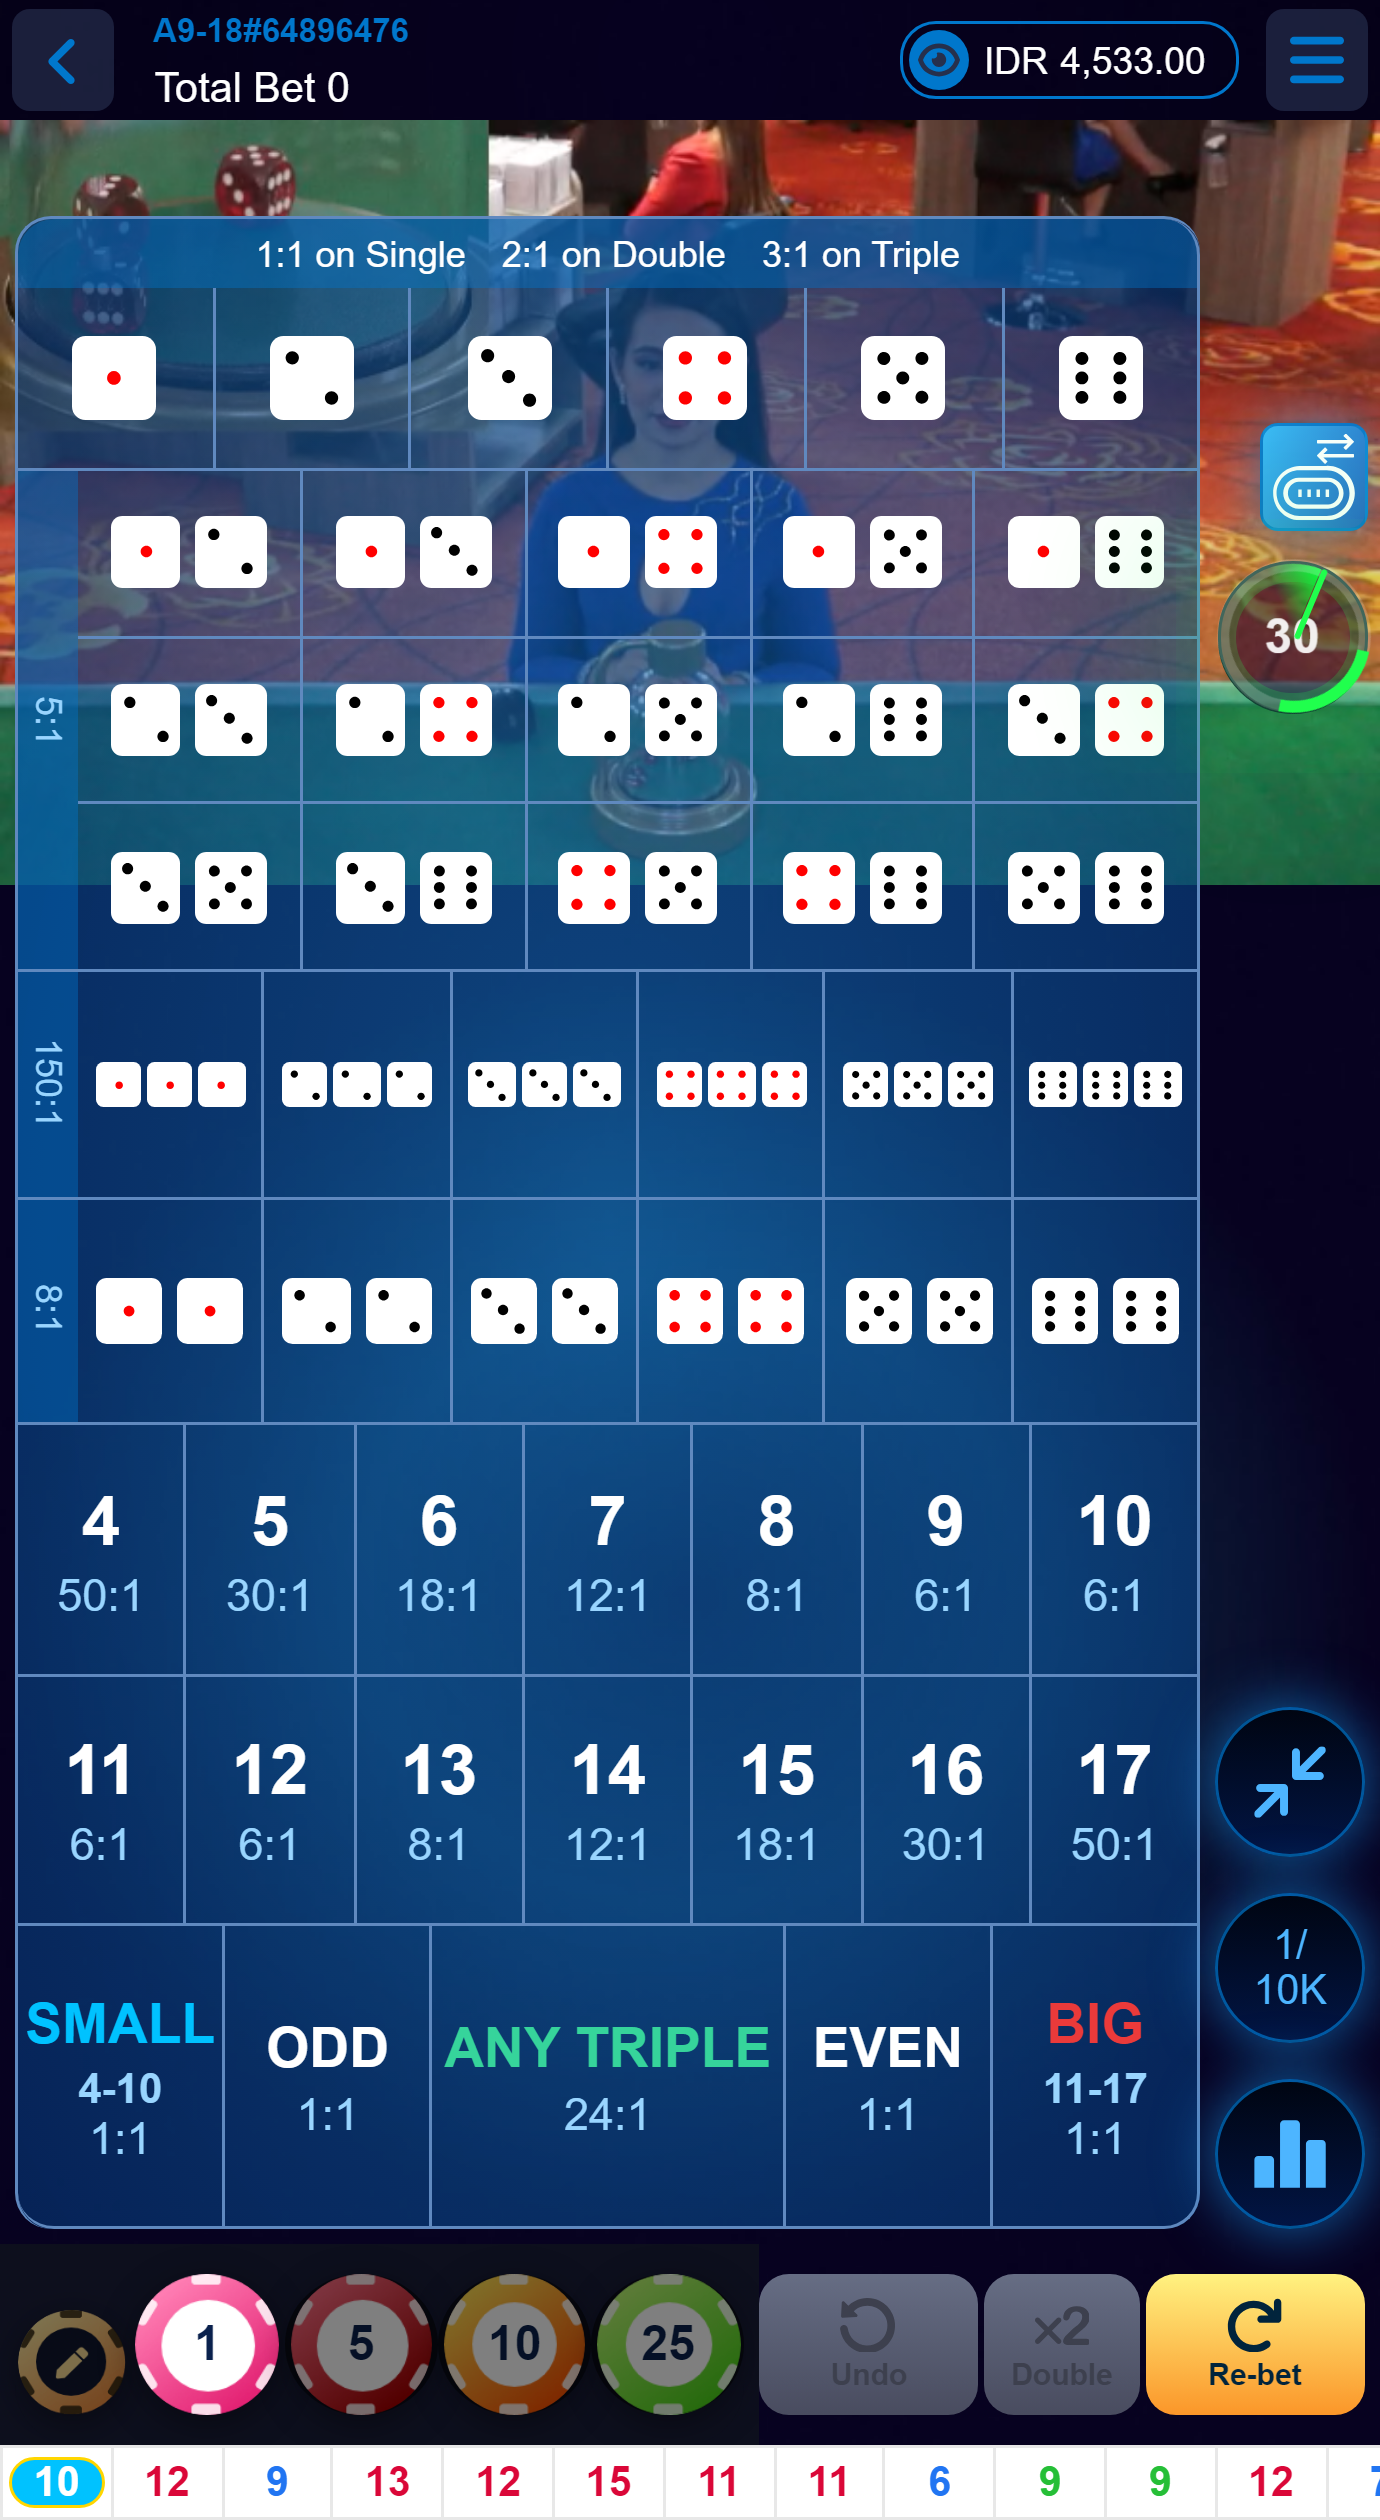 A9-18#64896476
Total Bet 0
IDR 4,533.00
1:1 on Single 2:1 on Double 3:1 on Triple
30
5:1
150:1
8:1
4 5 6 7 8 9 10
50:1 30:1 18:1 12:1 8:1 6:1 6:1
11 12 13 14 15 16 17
6:1 6:1 8:1 12:1 18:1 30:1 50:1
1/
10K
SMALL ODD ANY TRIPLE EVEN BIG
4-10 11-17
1:1 1:1 24:1 1:1 1:1
1 5 10 25
x2
Undo Double Re-bet
10 12 9 13 12 15 11 11 6 9 9 12